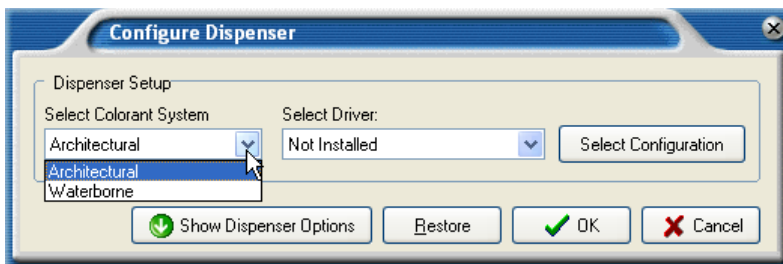 Configure Dispenser
Dispenser Setup
Select Colorant System
Select Driver:
Architectural
Not Installed
Select Configuration
Architectural
Waterborne
Show Dispenser Options
Restore
OK
Cancel